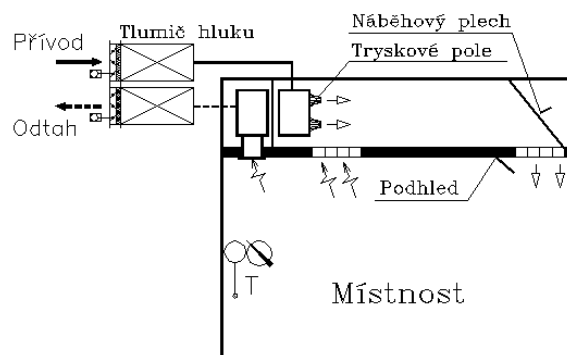 Tlumič hluku
Náběhový plech
Přívod
Tryskové pole
Odtah
Podhled
T
Místnost